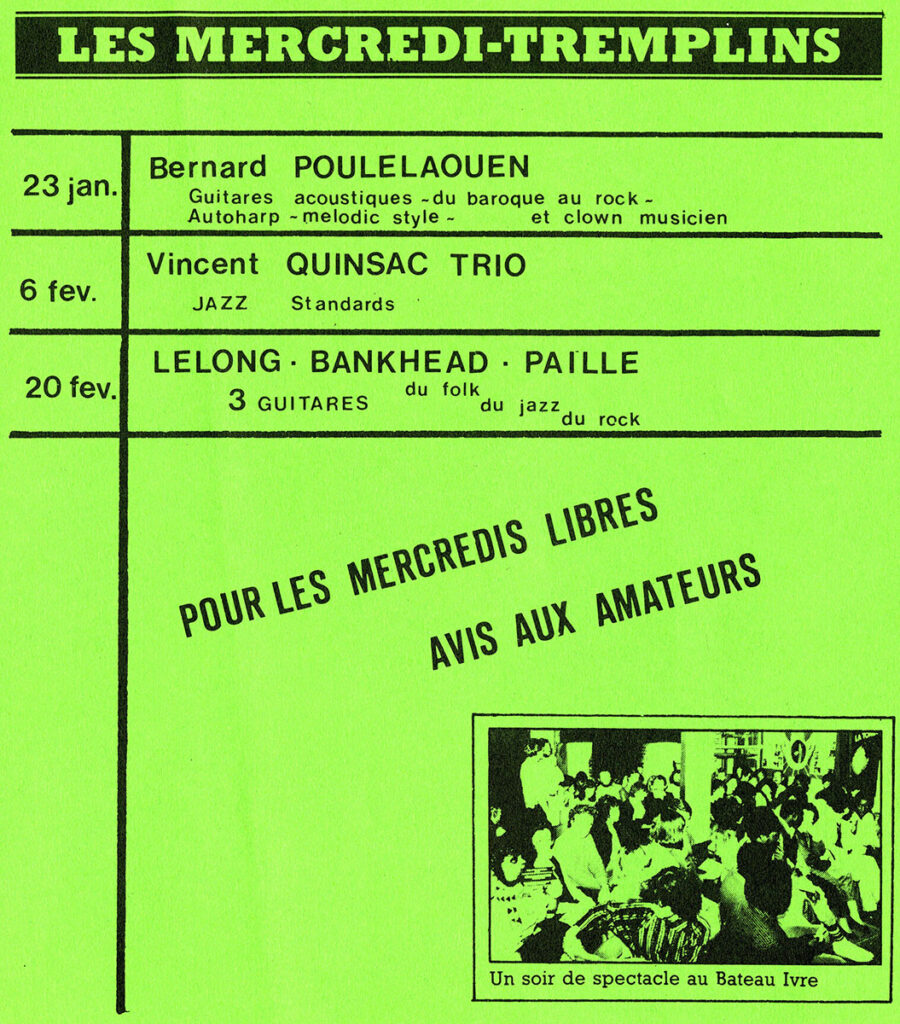 LES MERCREDI-TREMPLINS
23 jan.
Bernard POULELAOUEN
Guitares acoustiques ~ du baroque au rock ~
Autoharp ~ melodic style ~ et clown musicien
6 fev.
Vincent QUINSAC TRIO
JAZZ Standards
20 fev.
LELONG · BANKHEAD · PAILLE
3 GUITARES du folk
du jazz
du rock
POUR LES MERCREDIS LIBRES
AVIS AUX AMATEURS
Un soir de spectacle au Bateau Ivre